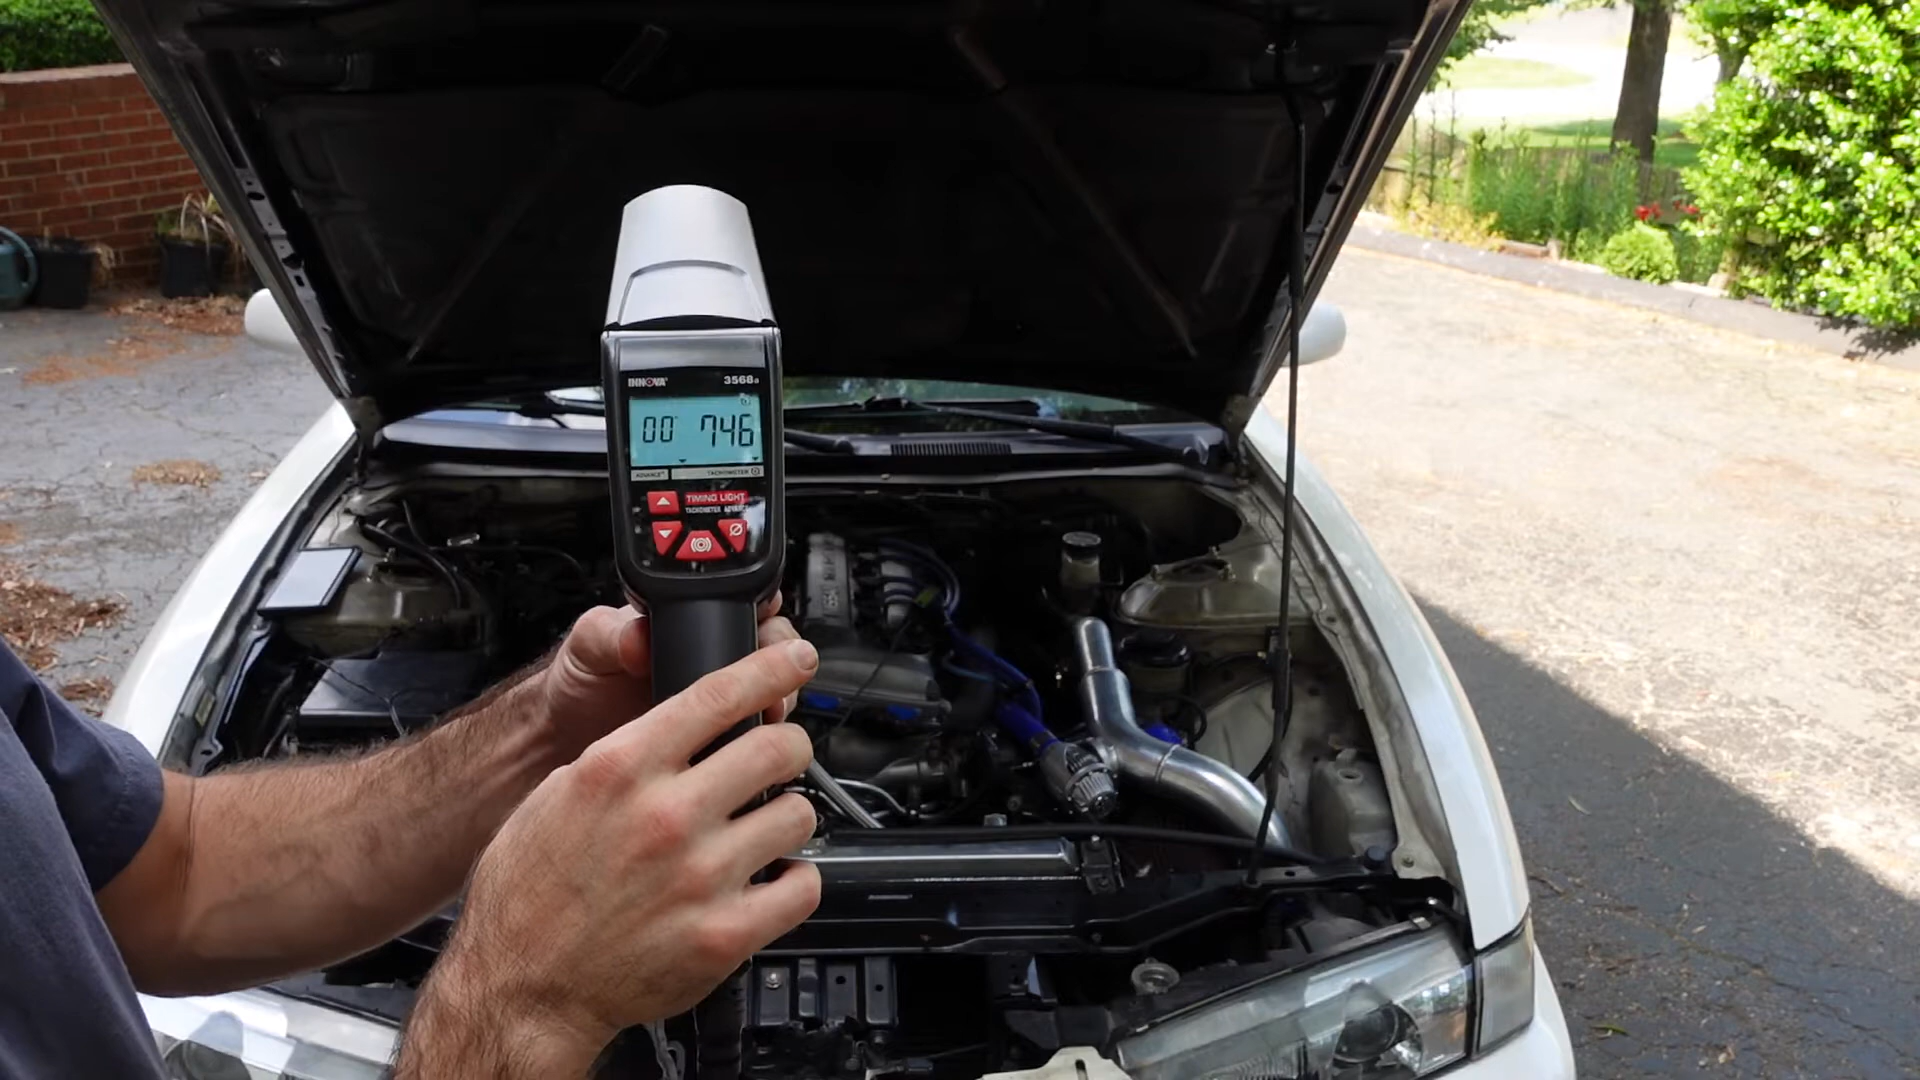 INNOVA 3568a
00° 746
ADVANCE° TACHOMETER
TIMING LIGHT
TACHOMETER ADVANCE